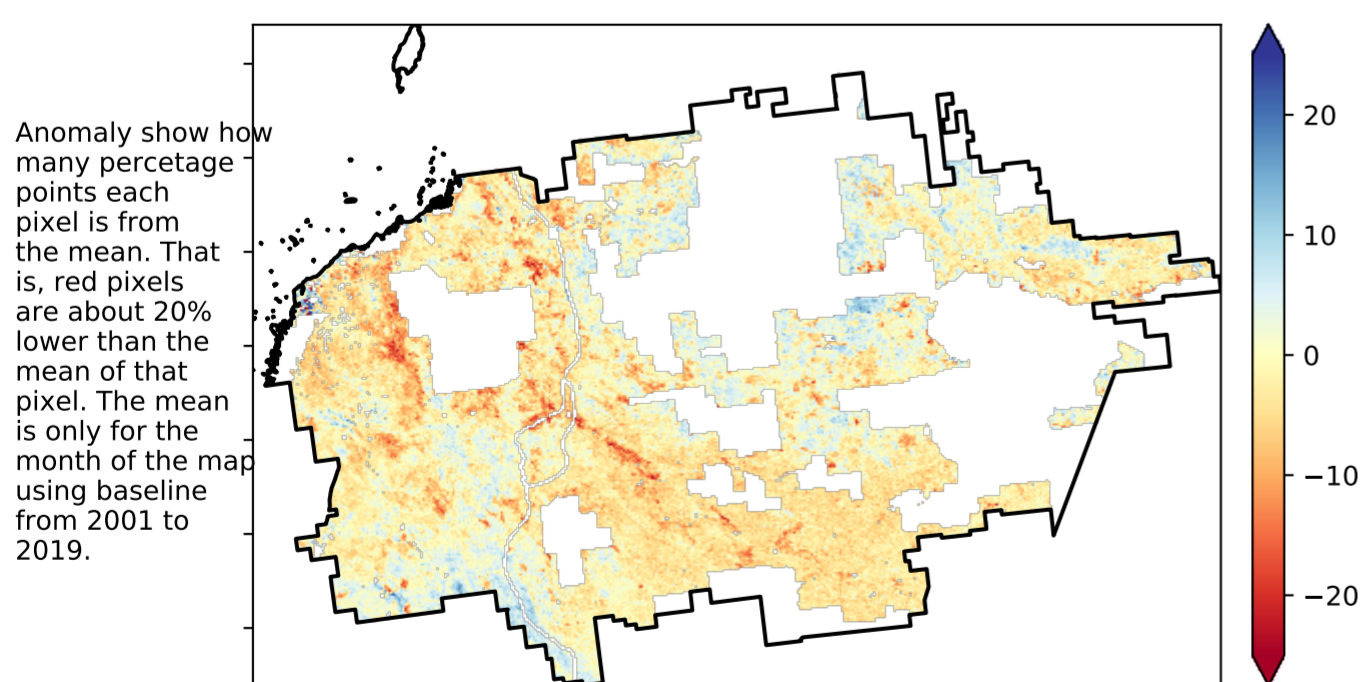 Anomaly show how
many percetage
points each
pixel is from
the mean. That
is, red pixels
are about 20%
lower than the
mean of that
pixel. The mean
is only for the
month of the map
using baseline
from 2001 to
2019.
20
10
0
−10
−20